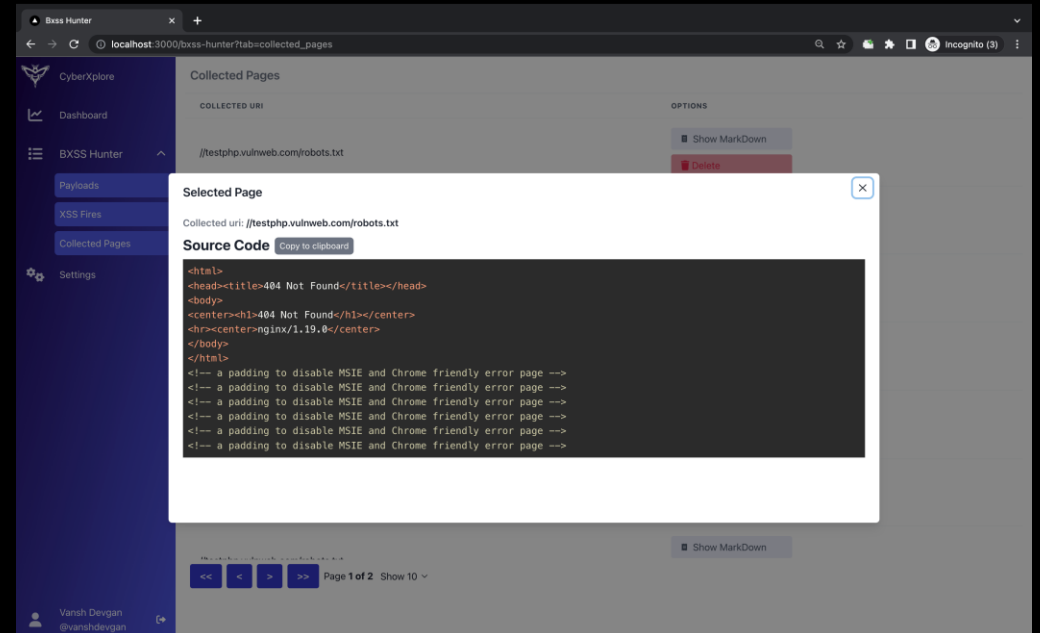 Bxss Hunter
localhost:3000/bxss-hunter?tab=collected_pages
Incognito (3)
CyberXplore
Dashboard
BXSS Hunter
Payloads
XSS Fires
Collected Pages
Settings
Vansh Devgan
@vanshdevgan
Collected Pages
COLLECTED URI
OPTIONS
//testphp.vulnweb.com/robots.txt
Show MarkDown
Delete
Selected Page
Collected uri: //testphp.vulnweb.com/robots.txt
Source Code Copy to clipboard
<html>
<head><title>404 Not Found</title></head>
<body>
<center><h1>404 Not Found</h1></center>
<hr><center>nginx/1.19.0</center>
</body>
</html>
<!-- a padding to disable MSIE and Chrome friendly error page -->
<!-- a padding to disable MSIE and Chrome friendly error page -->
<!-- a padding to disable MSIE and Chrome friendly error page -->
<!-- a padding to disable MSIE and Chrome friendly error page -->
<!-- a padding to disable MSIE and Chrome friendly error page -->
<!-- a padding to disable MSIE and Chrome friendly error page -->
Show MarkDown
<< < > >> Page 1 of 2 Show 10